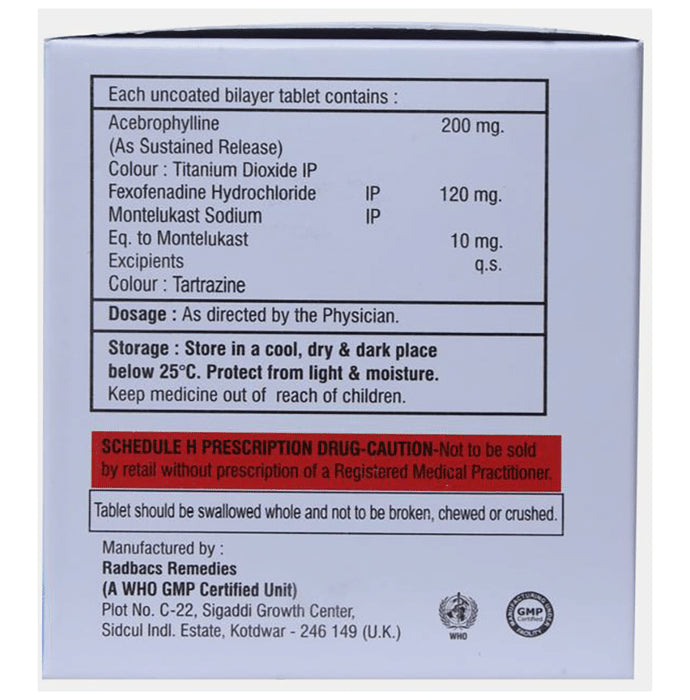 Each uncoated bilayer tablet contains :
Acebrophylline 200 mg.
(As Sustained Release)
Colour : Titanium Dioxide IP
Fexofenadine Hydrochloride IP 120 mg.
Montelukast Sodium IP
Eq. to Montelukast 10 mg.
Excipients q.s.
Colour : Tartrazine
Dosage : As directed by the Physician.
Storage : Store in a cool, dry & dark place
below 25°C. Protect from light & moisture.
Keep medicine out of reach of children.
SCHEDULE H PRESCRIPTION DRUG-CAUTION-Not to be sold
by retail without prescription of a Registered Medical Practitioner.
Tablet should be swallowed whole and not to be broken, chewed or crushed.
Manufactured by :
Radbacs Remedies
(A WHO GMP Certified Unit)
Plot No. C-22, Sigaddi Growth Center,
Sidcul Indl. Estate, Kotdwar - 246 149 (U.K.)
WHO
MANUFACTURING UNDER
GMP
Certified
FACILITY